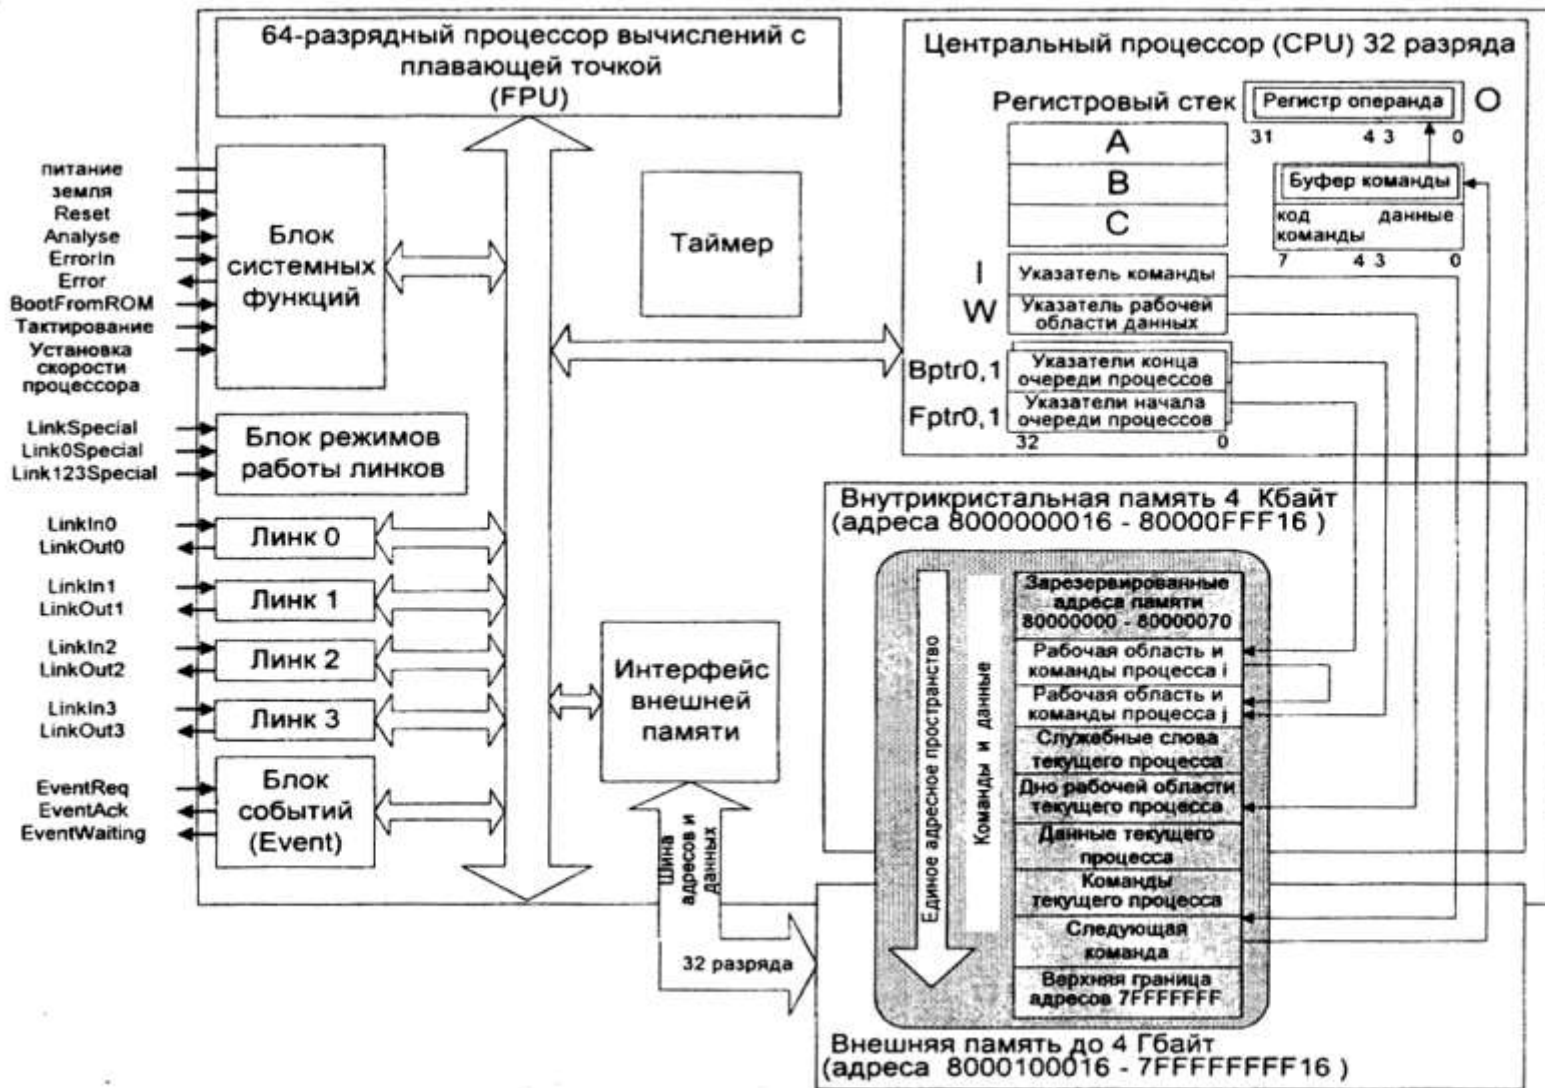 64-разрядный процессор вычислений с
плавающей точкой
(FPU)
питание
земля
Reset
Analyse
ErrorIn
Error
BootFromROM
Тактирование
Установка
скорости
процессора
Блок
системных
функций
Таймер
LinkSpecial
Link0Special
Link123Special
Блок режимов
работы линков
LinkIn0
LinkOut0
Линк 0
LinkIn1
LinkOut1
Линк 1
LinkIn2
LinkOut2
Линк 2
LinkIn3
LinkOut3
Линк 3
EventReq
EventAck
EventWaiting
Блок
событий
(Event)
Интерфейс
внешней
памяти
Шина
адресов и
данных
32 разряда
Центральный процессор (CPU) 32 разряда
Регистровый стек
Регистр операнда
O
31 4 3 0
A
B
C
Буфер команды
код данные
команды
7 4 3 0
I
Указатель команды
W
Указатель рабочей
области данных
Bptr0,1
Указатели конца
очереди процессов
Fptr0,1
Указатели начала
очереди процессов
32 0
Внутрикристальная память 4 Кбайт
(адреса 8000000016 - 80000FFF16 )
Единое адресное пространство
Команды и данные
Зарезервированные
адреса памяти
80000000 - 80000070
Рабочая область и
команды процесса i
Рабочая область и
команды процесса j
Служебные слова
текущего процесса
Дно рабочей области
текущего процесса
Данные текущего
процесса
Команды
текущего процесса
Следующая
команда
Верхняя граница
адресов 7FFFFFFF
Внешняя память до 4 Гбайт
(адреса 8000100016 - 7FFFFFFFF16 )